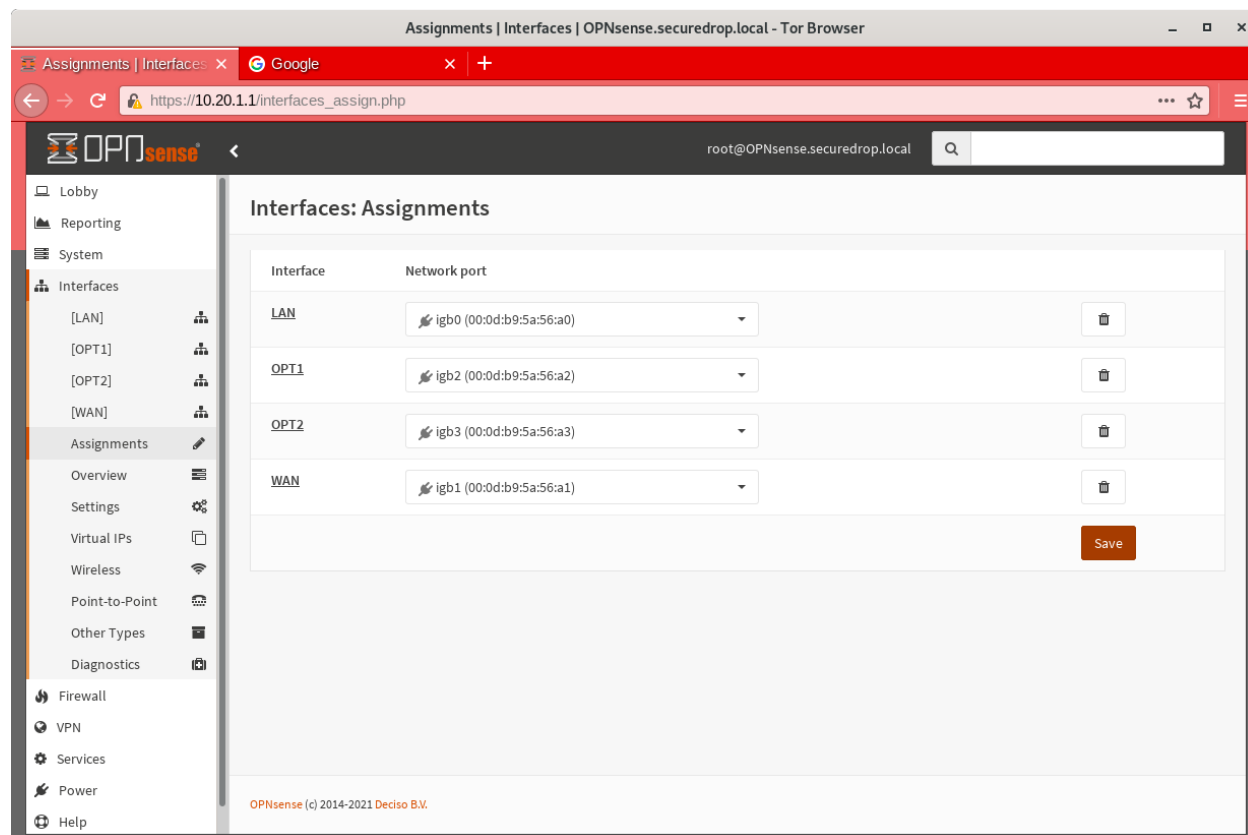 Assignments | Interfaces | OPNsense.securedrop.local - Tor Browser
Assignments | Interfaces
Google
https://10.20.1.1/interfaces_assign.php
OPNsense
root@OPNsense.securedrop.local
Lobby
Reporting
System
Interfaces
[LAN]
[OPT1]
[OPT2]
[WAN]
Assignments
Overview
Settings
Virtual IPs
Wireless
Point-to-Point
Other Types
Diagnostics
Firewall
VPN
Services
Power
Help
Interfaces: Assignments
Interface Network port
LAN igb0 (00:0d:b9:5a:56:a0)
OPT1 igb2 (00:0d:b9:5a:56:a2)
OPT2 igb3 (00:0d:b9:5a:56:a3)
WAN igb1 (00:0d:b9:5a:56:a1)
Save
OPNsense (c) 2014-2021 Deciso B.V.